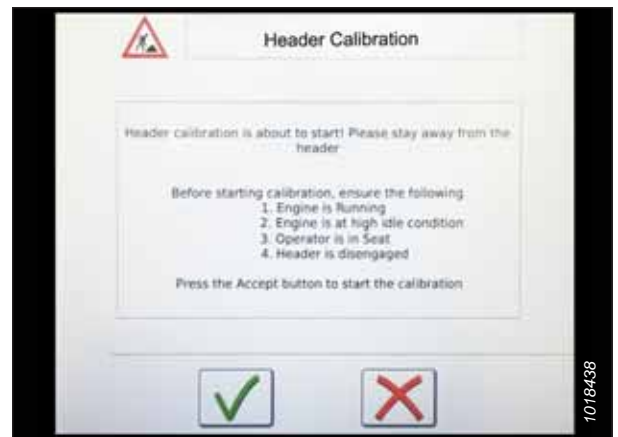 Header Calibration
Header calibration is about to start! Please stay away from the
header
Before starting calibration, ensure the following
1. Engine is Running
2. Engine is at high idle condition
3. Operator is in Seat
4. Header is disengaged
Press the Accept button to start the calibration
1018438